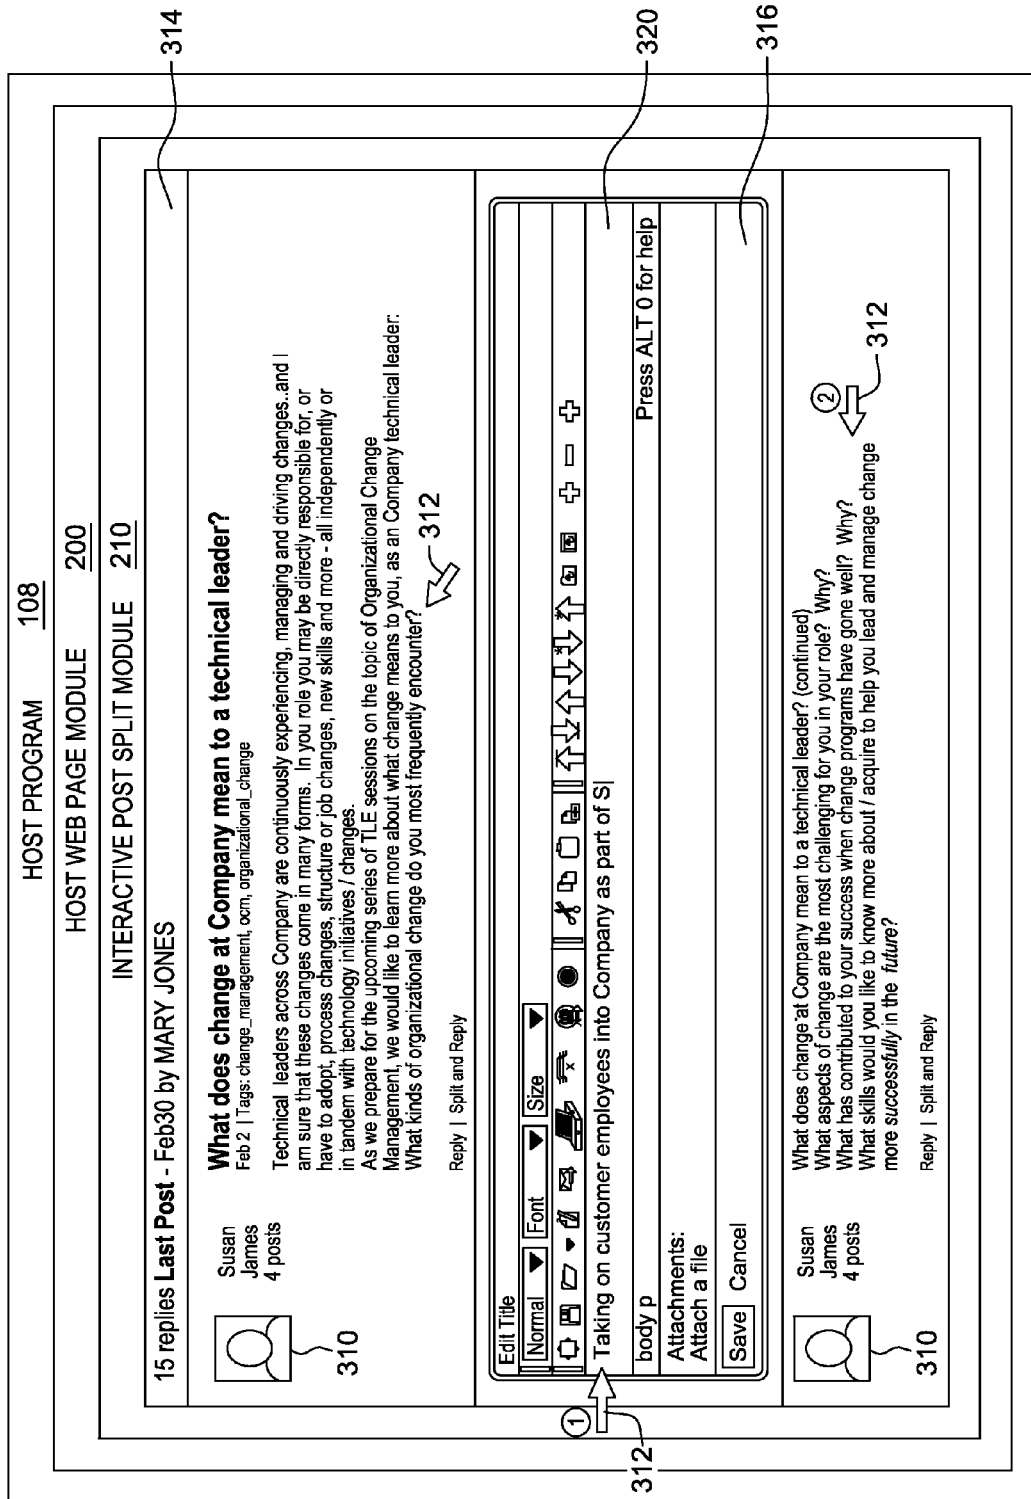 HOST PROGRAM 108
HOST WEB PAGE MODULE 200
INTERACTIVE POST SPLIT MODULE 210
15 replies Last Post - Feb30 by MARY JONES
314
Susan
James
4 posts
310
What does change at Company mean to a technical leader?
Feb 2 | Tags: change_management, ocm, organizational_change
Technical leaders across Company are continuously experiencing, managing and driving changes..and I
am sure that these changes come in many forms. In you role you may be directly responsible for, or
have to adopt, process changes, structure or job changes, new skills and more - all independently or
in tandem with technology initiatives / changes.
As we prepare for the upcoming series of TLE sessions on the topic of Organizational Change
Management, we would like to learn more about what change means to you, as an Company technical leader:
What kinds of organizational change do you most frequently encounter?
312
Reply | Split and Reply
Edit Title
Normal Font Size
1
312
Taking on customer employees into Company as part of S|
320
body p
Press ALT 0 for help
Attachments:
Attach a file
Save Cancel
316
Susan
James
4 posts
310
What does change at Company mean to a technical leader? (continued)
What aspects of change are the most challenging for you in your role? Why?
What has contributed to your success when change programs have gone well? Why?
What skills would you like to know more about / acquire to help you lead and manage change
more successfully in the future?
2
312
Reply | Split and Reply